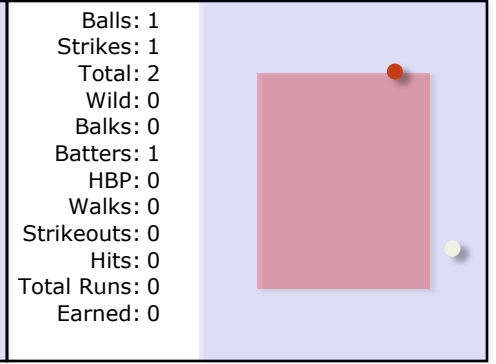 Balls: 1
Strikes: 1
Total: 2
Wild: 0
Balks: 0
Batters: 1
HBP: 0
Walks: 0
Strikeouts: 0
Hits: 0
Total Runs: 0
Earned: 0